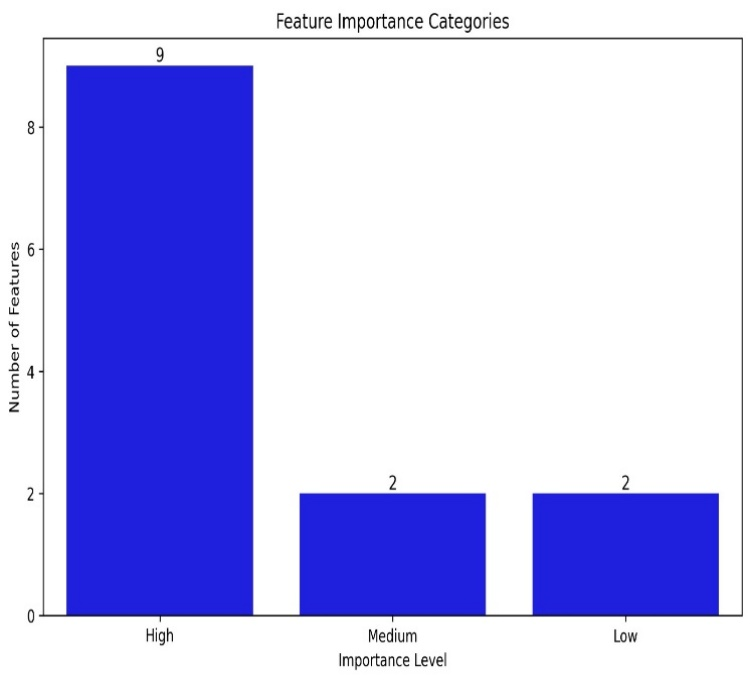 Feature Importance Categories
9
8
6
4
2
0
2
2
Number of Features
High
Medium
Low
Importance Level